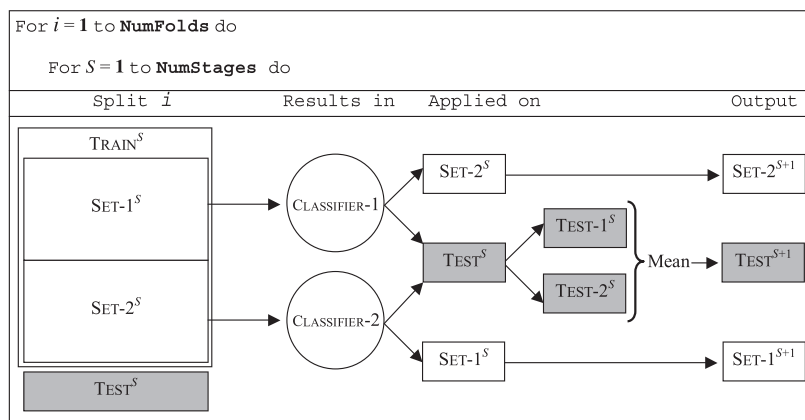 For i = 1 to NumFolds do
For S = 1 to NumStages do
Split i Results in Applied on Output
TRAIN^S
SET-1^S
CLASSIFIER-1
SET-2^S
SET-2^{S+1}
TEST-1^S
TEST^S
Mean
TEST^{S+1}
TEST-2^S
SET-2^S
CLASSIFIER-2
SET-1^S
SET-1^{S+1}
TEST^S